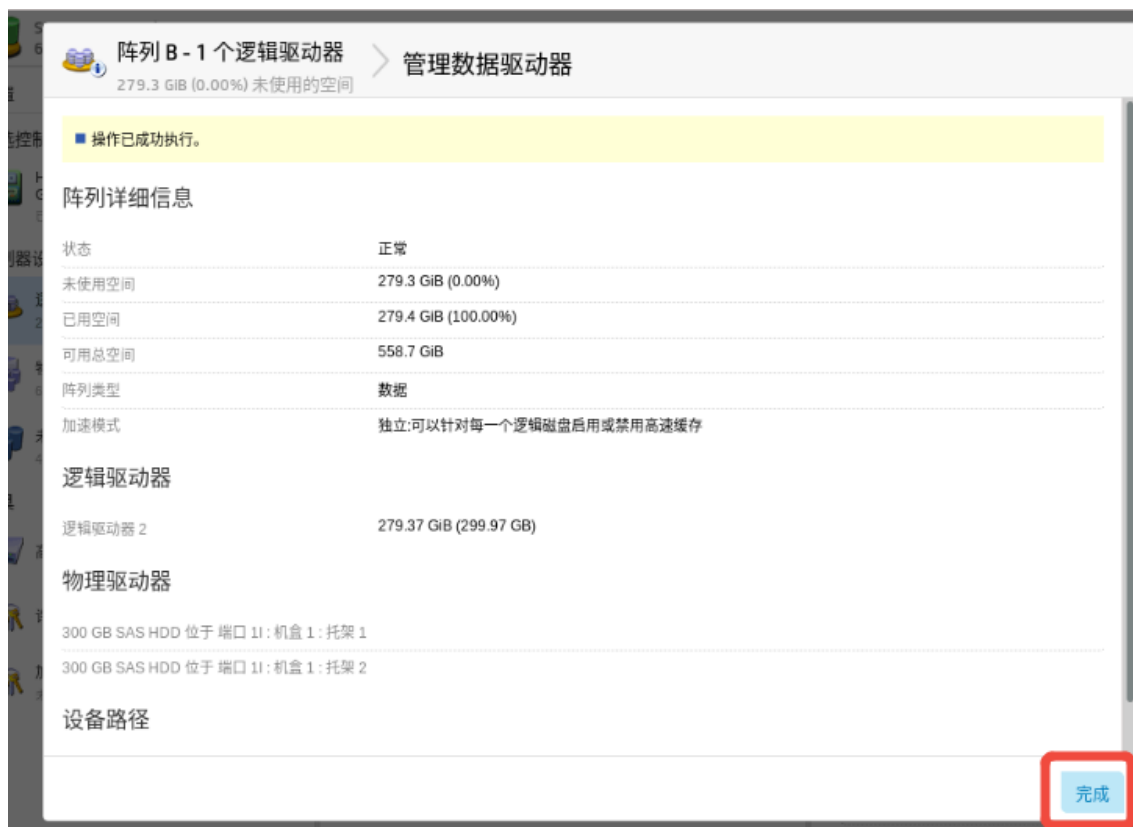 阵列 B - 1 个逻辑驱动器
279.3 GiB (0.00%) 未使用的空间
管理数据驱动器
操作已成功执行。
阵列详细信息
状态 正常
未使用空间 279.3 GiB (0.00%)
已用空间 279.4 GiB (100.00%)
可用总空间 558.7 GiB
阵列类型 数据
加速模式 独立:可以针对每一个逻辑磁盘启用或禁用高速缓存
逻辑驱动器
逻辑驱动器 2 279.37 GiB (299.97 GB)
物理驱动器
300 GB SAS HDD 位于 端口 1I : 机盒 1 : 托架 1
300 GB SAS HDD 位于 端口 1I : 机盒 1 : 托架 2
设备路径
完成